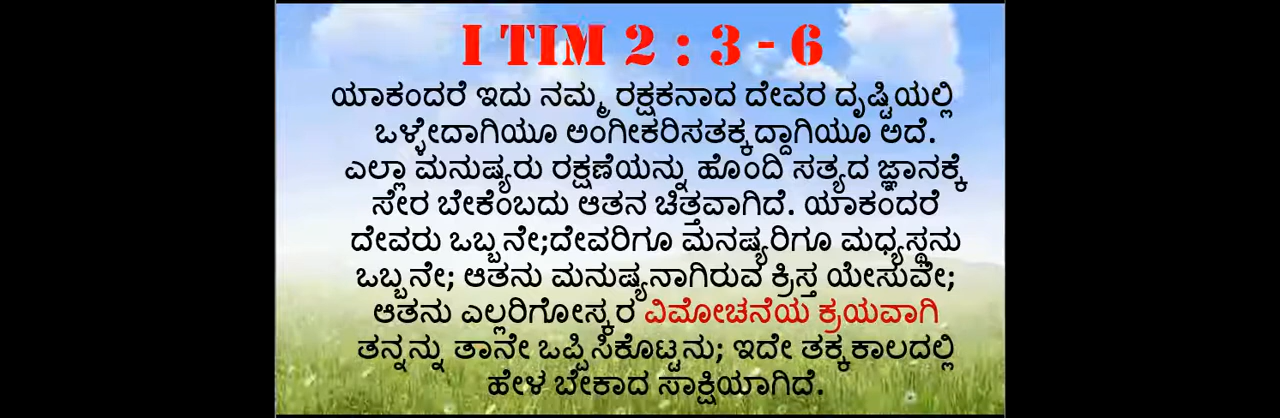 I TIM 2 : 3 - 6
ಯಾಕಂದರೆ ಇದು ನಮ್ಮ ರಕ್ಷಕನಾದ ದೇವರ ದೃಷ್ಟಿಯಲ್ಲಿ
ಒಳ್ಳೇದಾಗಿಯೂ ಅಂಗೀಕರಿಸತಕ್ಕದ್ದಾಗಿಯೂ ಅದೆ.
ಎಲ್ಲಾ ಮನುಷ್ಯರು ರಕ್ಷಣೆಯನ್ನು ಹೊಂದಿ ಸತ್ಯದ ಜ್ಞಾನಕ್ಕೆ
ಸೇರ ಬೇಕೆಂಬದು ಆತನ ಚಿತ್ತವಾಗಿದೆ. ಯಾಕಂದರೆ
ದೇವರು ಒಬ್ಬನೇ;ದೇವರಿಗೂ ಮನಷ್ಯರಿಗೂ ಮಧ್ಯಸ್ಥನು
ಒಬ್ಬನೇ; ಆತನು ಮನುಷ್ಯನಾಗಿರುವ ಕ್ರಿಸ್ತ ಯೇಸುವೇ;
ಆತನು ಎಲ್ಲರಿಗೋಸ್ಕರ ವಿಮೋಚನೆಯ ಕ್ರಯವಾಗಿ
ತನ್ನನ್ನು ತಾನೇ ಒಪ್ಪಿಸಿಕೊಟ್ಟನು; ಇದೇ ತಕ್ಕಕಾಲದಲ್ಲಿ
ಹೇಳ ಬೇಕಾದ ಸಾಕ್ಷಿಯಾಗಿದೆ.